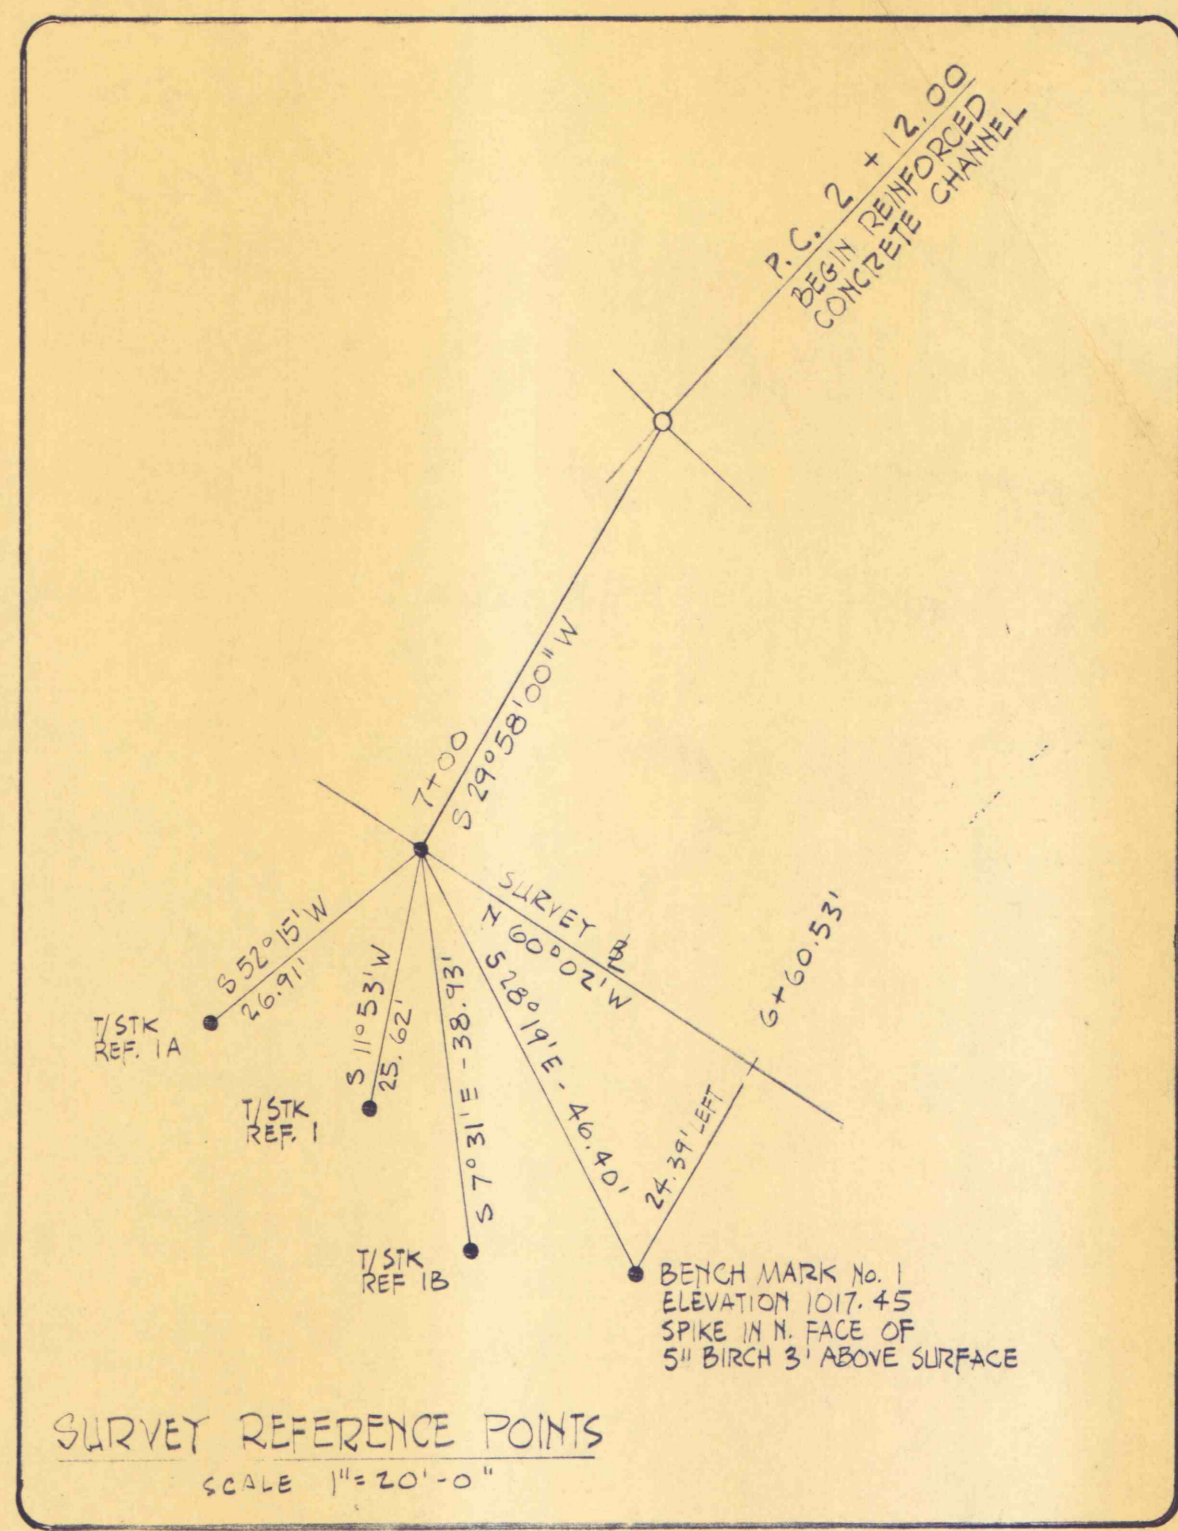 P.C. 2 + 12.00
BEGIN REINFORCED
CONCRETE CHANNEL
7+00
S 29°58'00" W
SURVEY B
N 60°02'W
6+60.53'
S 52°15'W
26.91'
T/STK
REF. 1A
S 11°53'W
25.62'
T/STK
REF. 1
S 7°31'E - 38.93'
T/STK
REF 1B
S 28°19'E - 46.40'
24.39' LEFT
BENCH MARK No. 1
ELEVATION 1017.45
SPIKE IN N. FACE OF
5" BIRCH 3' ABOVE SURFACE
SURVEY REFERENCE POINTS
SCALE 1"=20'-0"